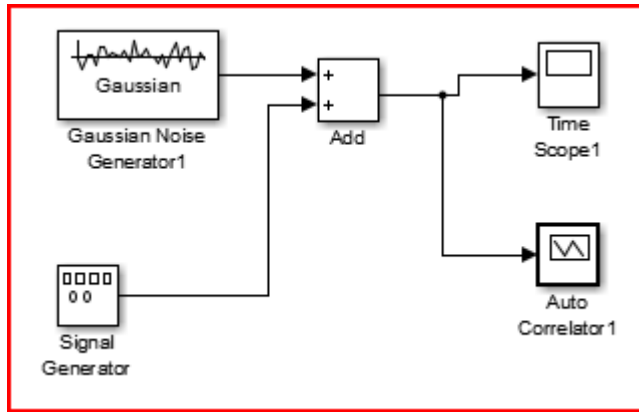 Gaussian
Gaussian Noise
Generator1
+
+
Add
Time
Scope1
Signal
Generator
Auto
Correlator1